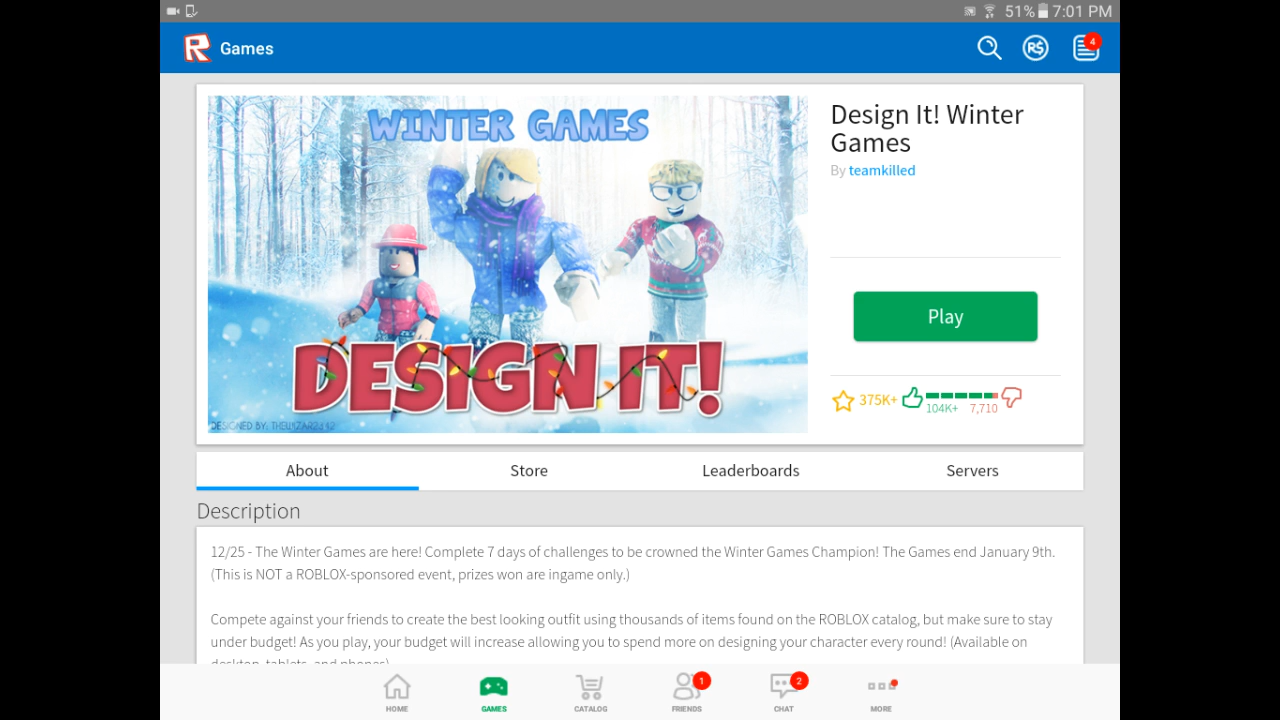 51% 7:01 PM
R Games R$ 4
WINTER GAMES
DESIGN IT!
DESIGNED BY: THEWIZARD142
Design It! Winter
Games
By teamkilled
Play
375K+ 104K+ 7,710
About Store Leaderboards Servers
Description
12/25 - The Winter Games are here! Complete 7 days of challenges to be crowned the Winter Games Champion! The Games end January 9th.
(This is NOT a ROBLOX-sponsored event, prizes won are ingame only.)
Compete against your friends to create the best looking outfit using thousands of items found on the ROBLOX catalog, but make sure to stay
under budget! As you play, your budget will increase allowing you to spend more on designing your character every round! (Available on
desktop, tablets, and phones)
1 2
HOME GAMES CATALOG FRIENDS CHAT MORE